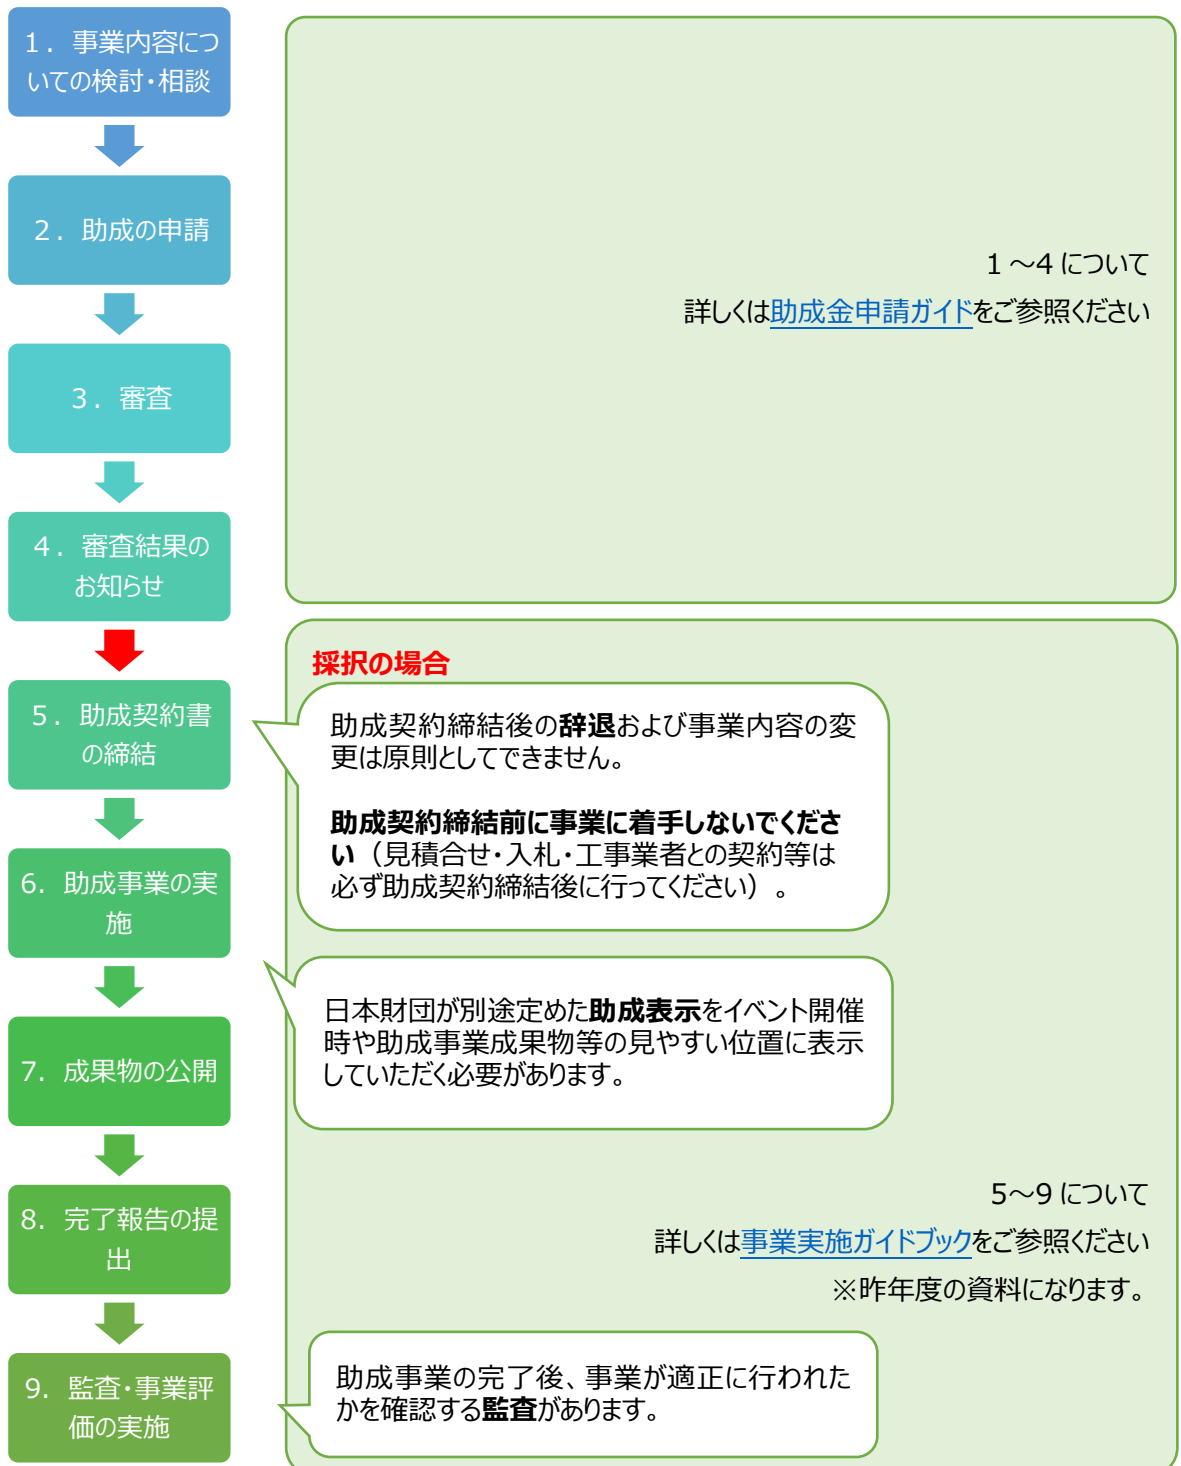 1．事業内容につ
いての検討・相談
2．助成の申請
3．審査
4．審査結果の
お知らせ
5．助成契約書
の締結
6．助成事業の実
施
7．成果物の公開
8．完了報告の提
出
9．監査・事業評
価の実施
1～4 について
詳しくは助成金申請ガイドをご参照ください
採択の場合
助成契約締結後の辞退および事業内容の変
更は原則としてできません。
助成契約締結前に事業に着手しないでくださ
い（見積合せ・入札・工事業者との契約等は
必ず助成契約締結後に行ってください）。
日本財団が別途定めた助成表示をイベント開催
時や助成事業成果物等の見やすい位置に表示
していただく必要があります。
5～9 について
詳しくは事業実施ガイドブックをご参照ください
※昨年度の資料になります。
助成事業の完了後、事業が適正に行われた
かを確認する監査があります。